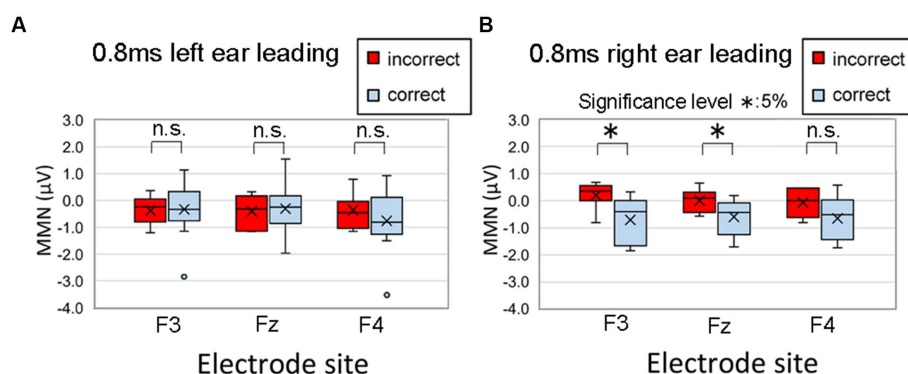 A
0.8ms left ear leading
incorrect
correct
n.s. n.s. n.s.
MMN (μV)
3.0
2.0
1.0
-0.0
-1.0
-2.0
-3.0
-4.0
F3 Fz F4
Electrode site
B
0.8ms right ear leading
incorrect
correct
Significance level ∗:5%
∗ ∗ n.s.
MMN (μV)
3.0
2.0
1.0
-0.0
-1.0
-2.0
-3.0
-4.0
F3 Fz F4
Electrode site